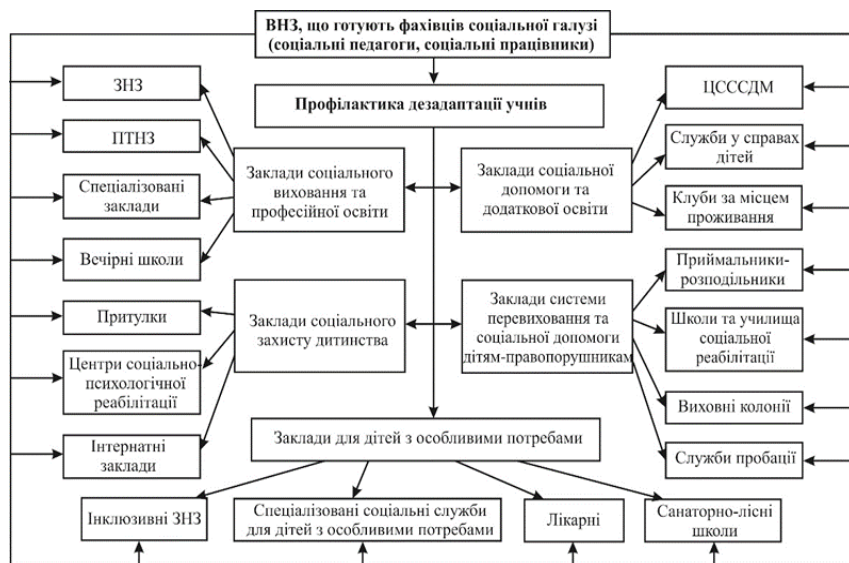 ВНЗ, що готують фахівців соціальної галузі
(соціальні педагоги, соціальні працівники)
Профілактика дезадаптації учнів
ЗНЗ
ПТНЗ
Спеціалізовані
заклади
Вечірні школи
Притулки
Центри соціально-
психологічної
реабілітації
Інтернатні
заклади
Заклади соціального
виховання та
професійної освіти
Заклади соціальної
допомоги та
додаткової освіти
Заклади соціального
захисту дитинства
Заклади системи
перевиховання та
соціальної допомоги
дітям-правопорушникам
ЦСССДМ
Служби у справах
дітей
Клуби за місцем
проживання
Приймальники-
розподільники
Школи та училища
соціальної
реабілітації
Виховні колонії
Служби пробації
Заклади для дітей з особливими потребами
Інклюзивні ЗНЗ
Спеціалізовані соціальні служби
для дітей з особливими потребами
Лікарні
Санаторно-лісні
школи